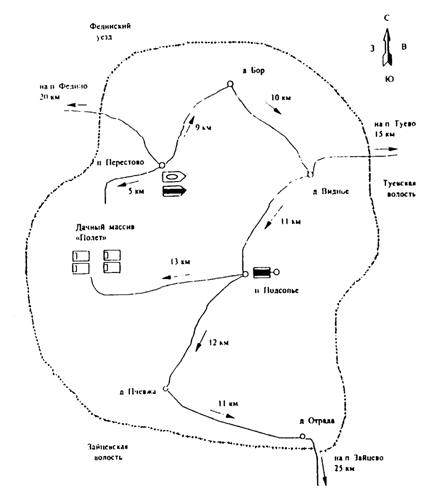 Фединский
уезд
С
З
В
Ю
д Бор
на п Федино
20 км
10 км
на п Туево
15 км
9 км
п Перестово
5 км
д Видное
Туевская
волость
11 км
Дачный массив
«Полет»
13 км
п Подсопье
12 км
д Пчевжа
11 км
д Отрада
Зайцевская
волость
на п Зайцево
25 км